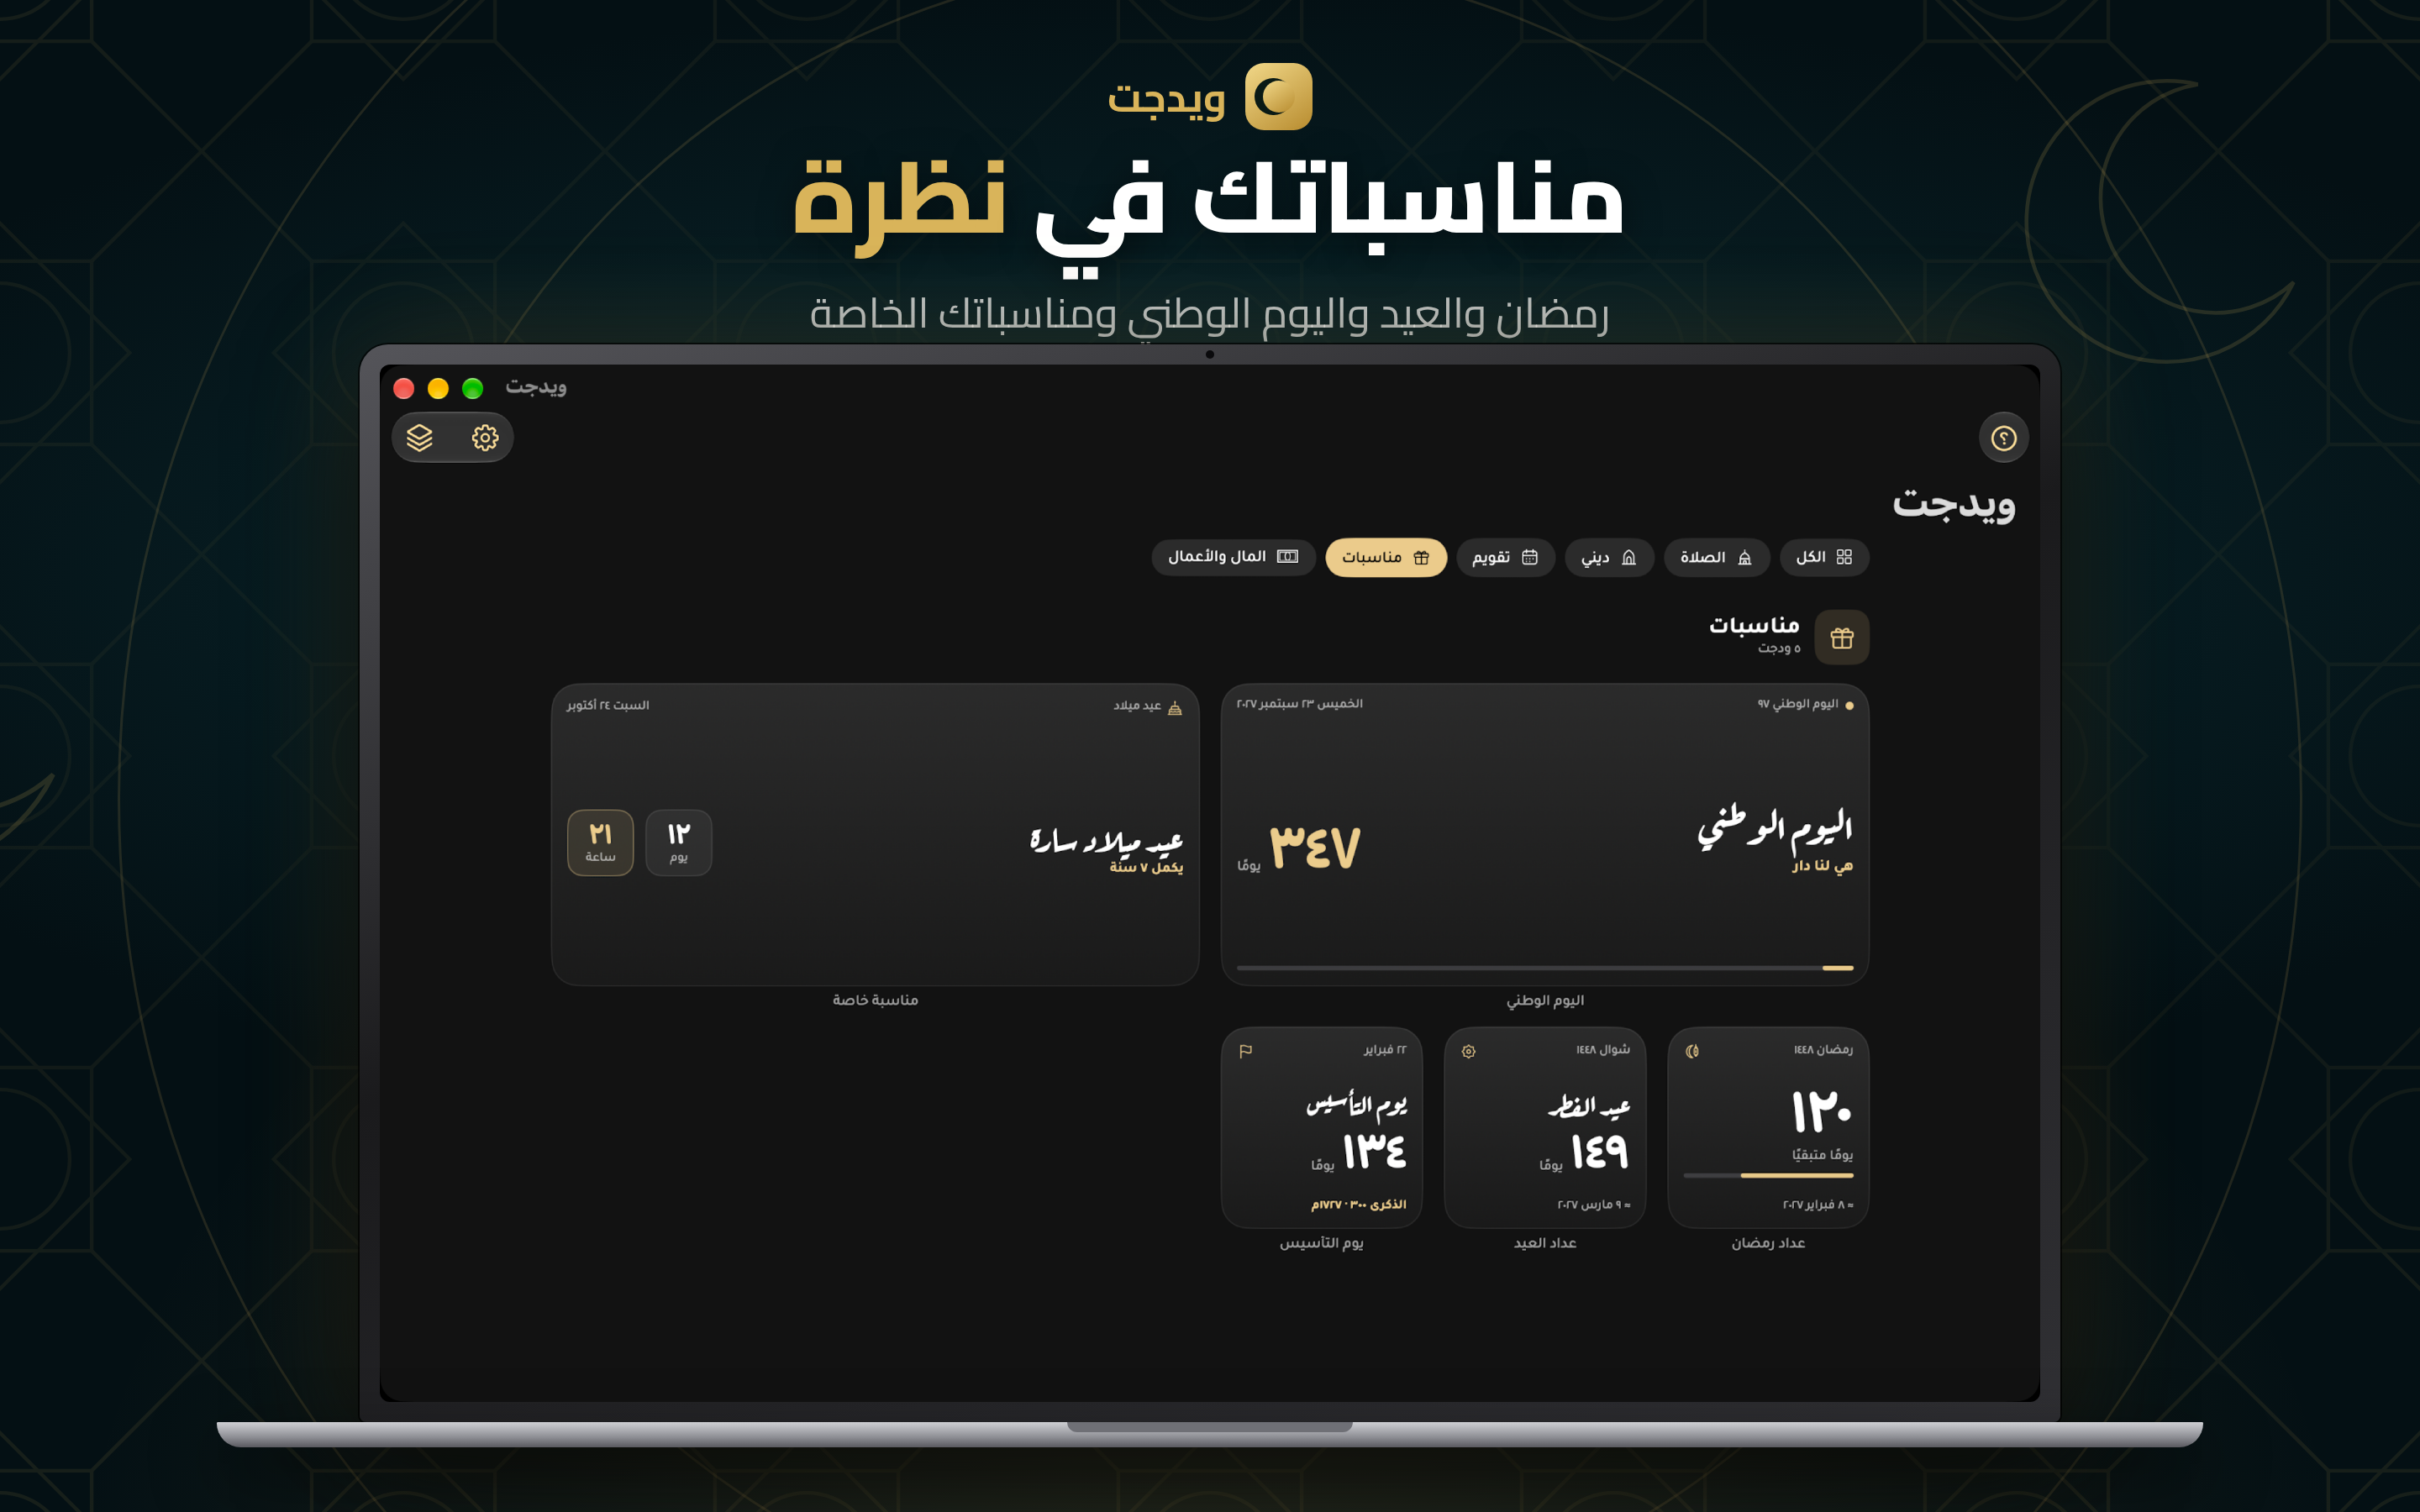 ويدجت
مناسباتك في نظرة
رمضان والعيد واليوم الوطني ومناسباتك الخاصة
ويدجت
؟
ويدجت
الكل
الصلاة
ديني
تقويم
مناسبات
المال والأعمال
مناسبات
٥ ودجت
اليوم الوطني ٩٧
الخميس ٢٣ سبتمبر ٢٠٢٧
اليوم الوطني
هي لنا دار
٣٤٧ يومًا
اليوم الوطني
عيد ميلاد
السبت ٢٤ أكتوبر
عيد ميلاد سارة
يكمل ٧ سنة
١٢ يوم
٢١ ساعة
مناسبة خاصة
رمضان ١٤٤٨
١٢٠
يومًا متبقيًا
≈ ٨ فبراير ٢٠٢٧
عداد رمضان
شوال ١٤٤٨
عيد الفطر
١٤٩ يومًا
≈ ٩ مارس ٢٠٢٧
عداد العيد
٢٢ فبراير
يوم التأسيس
١٣٤ يومًا
الذكرى ٣٠٠ · ١٧٢٧م
يوم التأسيس